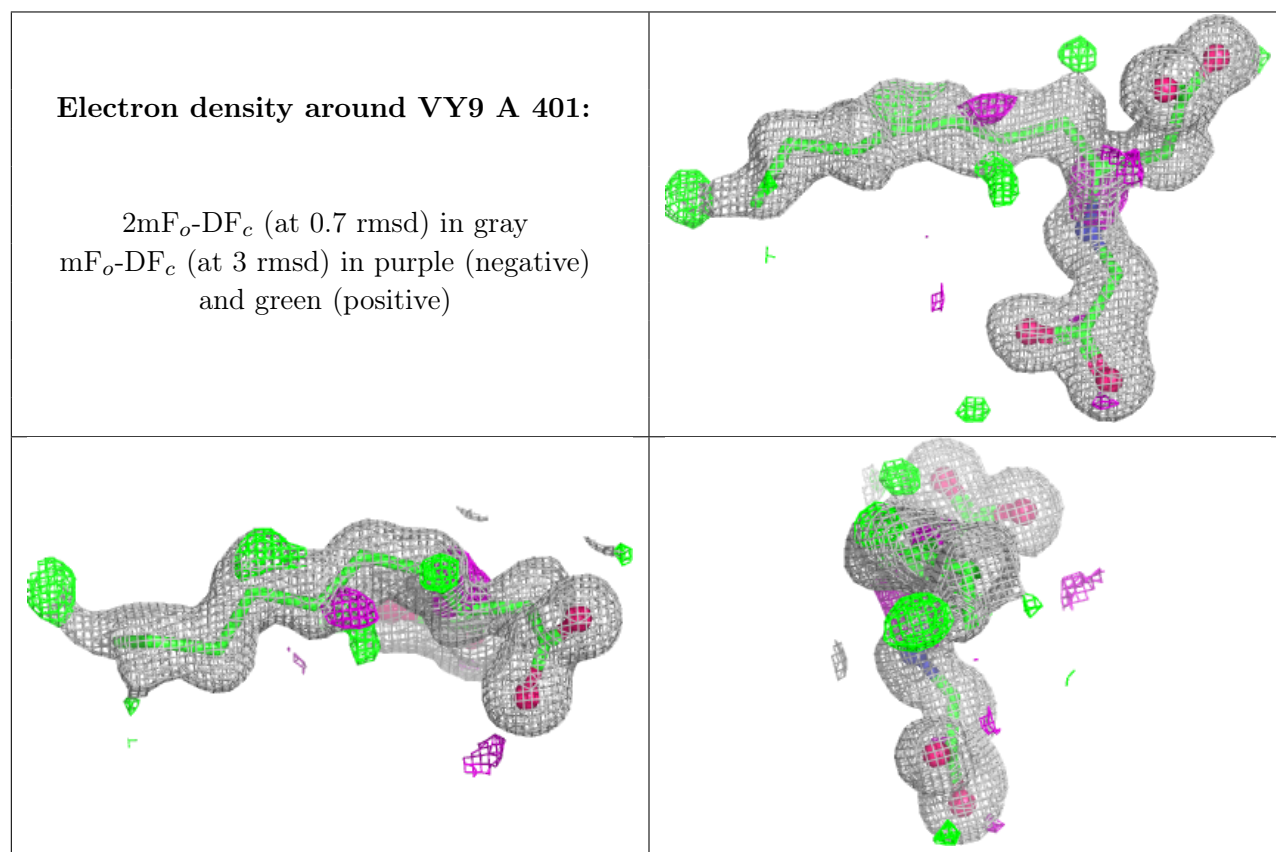 Electron density around VY9 A 401:
2mFₒ-DF𝒸 (at 0.7 rmsd) in gray
mFₒ-DF𝒸 (at 3 rmsd) in purple (negative)
and green (positive)